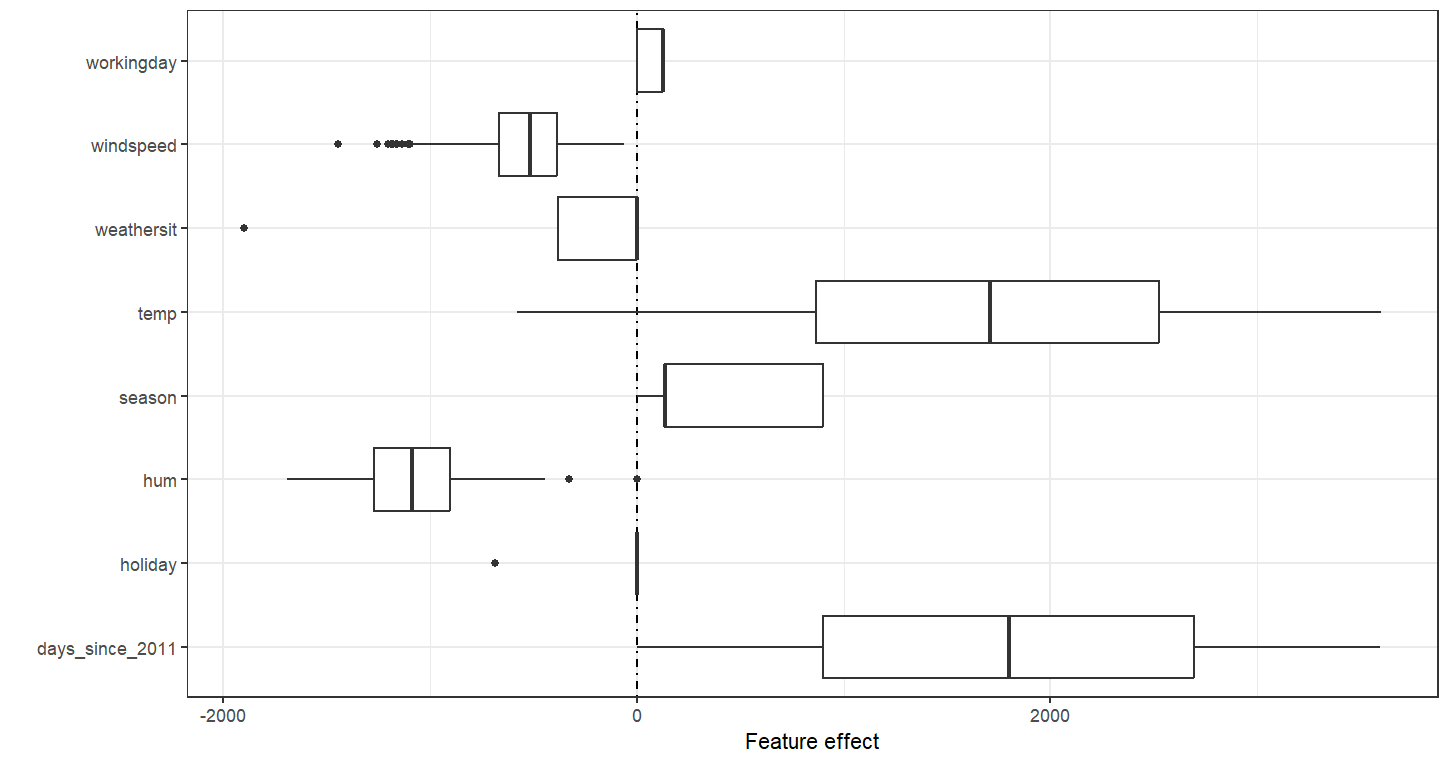 workingday
windspeed
weathersit
temp
season
hum
holiday
days_since_2011
-2000 0 2000
Feature effect